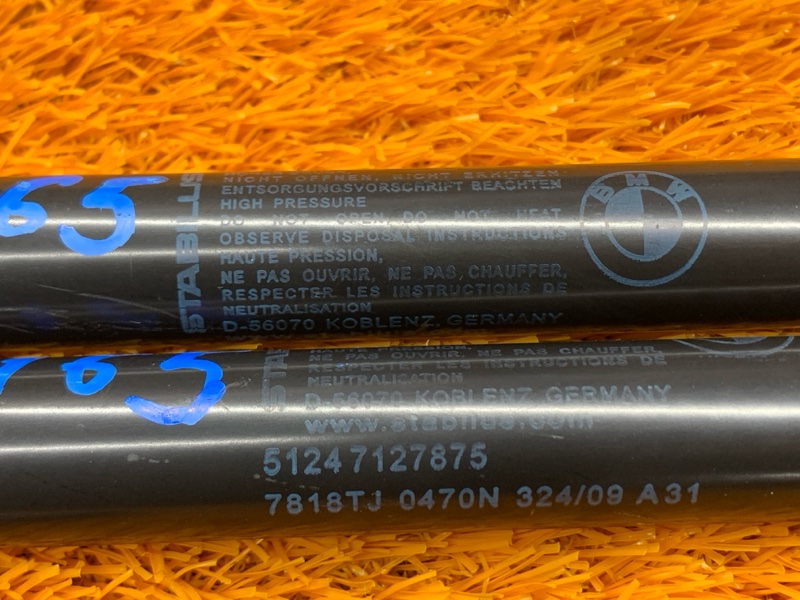 65
STABILUS
NICHT ÖFFNEN, NICHT ERHITZEN
ENTSORGUNGSVORSCHRIFT BEACHTEN
HIGH PRESSURE
DO NOT OPEN, DO NOT HEAT
OBSERVE DISPOSAL INSTRUCTIONS
HAUTE PRESSION,
NE PAS OUVRIR, NE PAS CHAUFFER,
RESPECTER LES INSTRUCTIONS DE
NEUTRALISATION
D-56070 KOBLENZ, GERMANY
BMW
NE PAS OUVRIR, NE PAS CHAUFFER
RESPECTER LES INSTRUCTIONS DE
NEUTRALISATION
D-56070 KOBLENZ GERMANY
www.stabilus.com
51247127875
7818TJ 0470N 324/09 A31